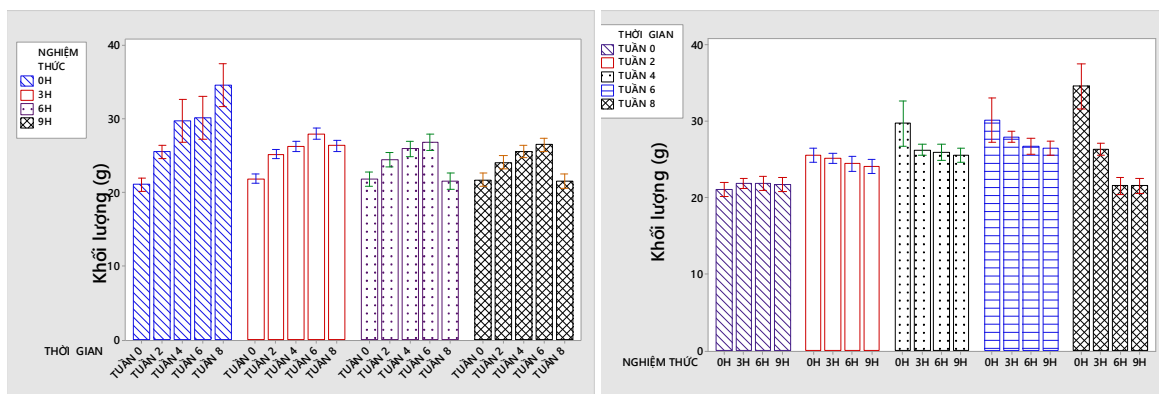 NGHIỆM
THỨC
0H
3H
6H
9H
Khối lượng (g)
40
30
20
10
0
THỜI GIAN
TUẦN 0 TUẦN 2 TUẦN 4 TUẦN 6 TUẦN 8 TUẦN 0 TUẦN 2 TUẦN 4 TUẦN 6 TUẦN 8 TUẦN 0 TUẦN 2 TUẦN 4 TUẦN 6 TUẦN 8 TUẦN 0 TUẦN 2 TUẦN 4 TUẦN 6 TUẦN 8
THỜI GIAN
TUẦN 0
TUẦN 2
TUẦN 4
TUẦN 6
TUẦN 8
Khối lượng (g)
40
30
20
10
0
NGHIỆM THỨC 0H 3H 6H 9H 0H 3H 6H 9H 0H 3H 6H 9H 0H 3H 6H 9H 0H 3H 6H 9H